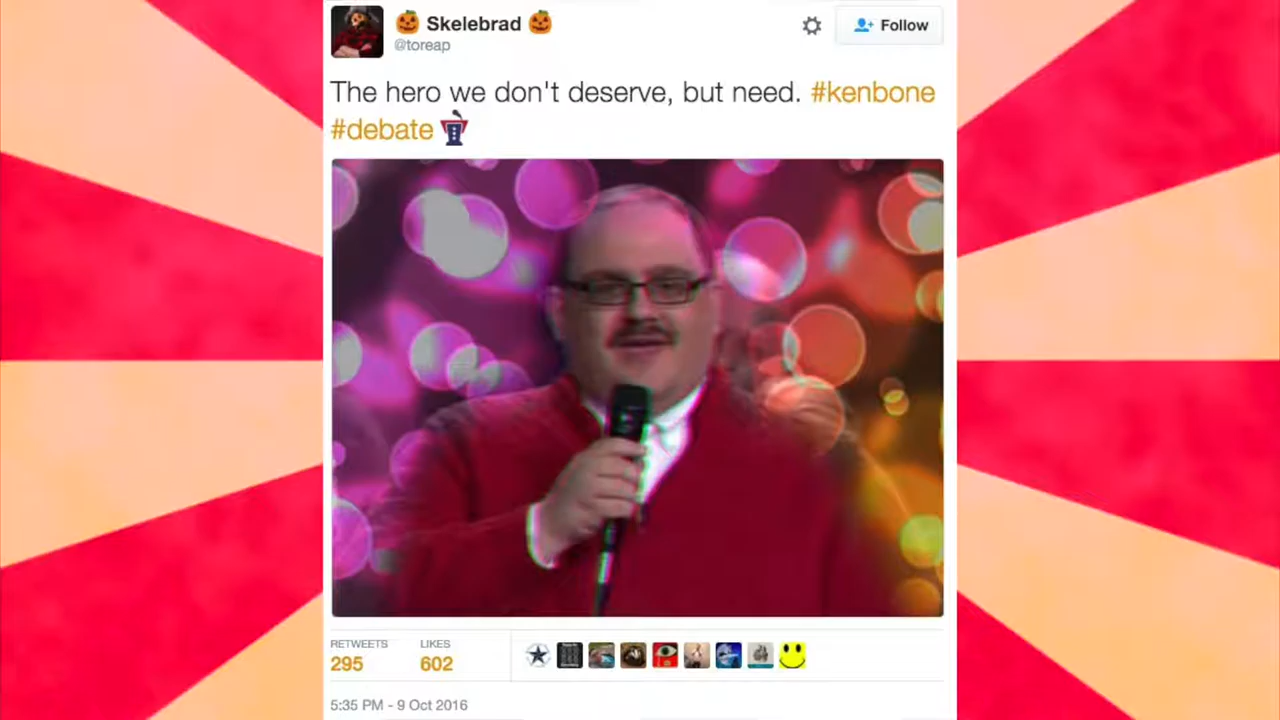 🎃 Skelebrad 🎃
@toreap
Follow
The hero we don't deserve, but need. #kenbone
#debate
RETWEETS LIKES
295 602
5:35 PM - 9 Oct 2016